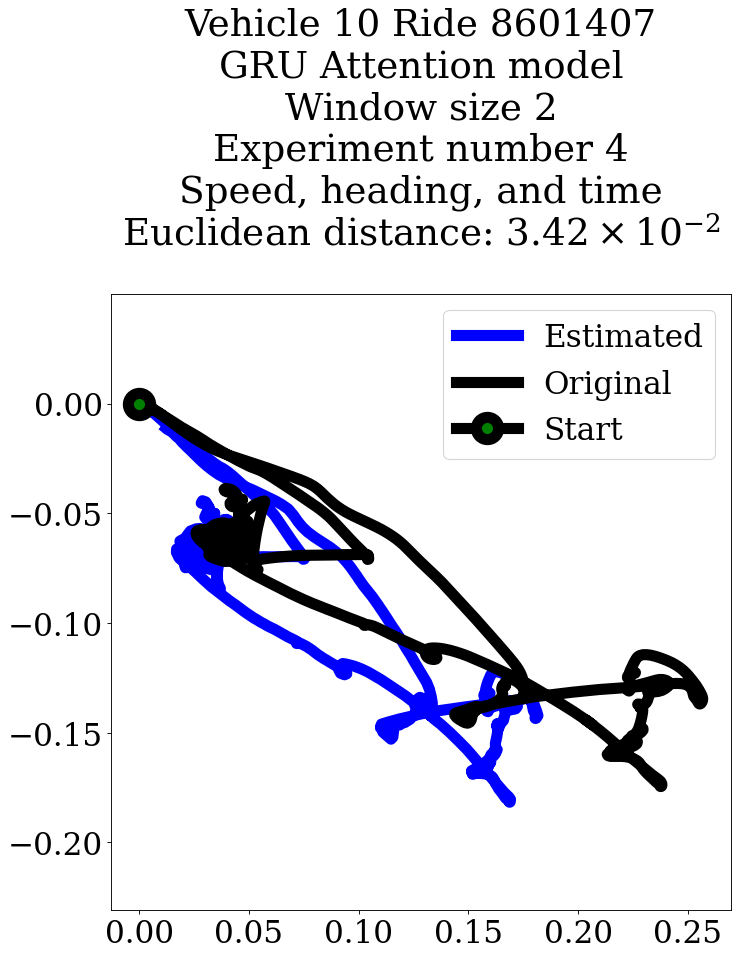 Vehicle 10 Ride 8601407
GRU Attention model
Window size 2
Experiment number 4
Speed, heading, and time
Euclidean distance: 3.42 × 10⁻²
Estimated
Original
Start
0.00
−0.05
−0.10
−0.15
−0.20
0.00 0.05 0.10 0.15 0.20 0.25